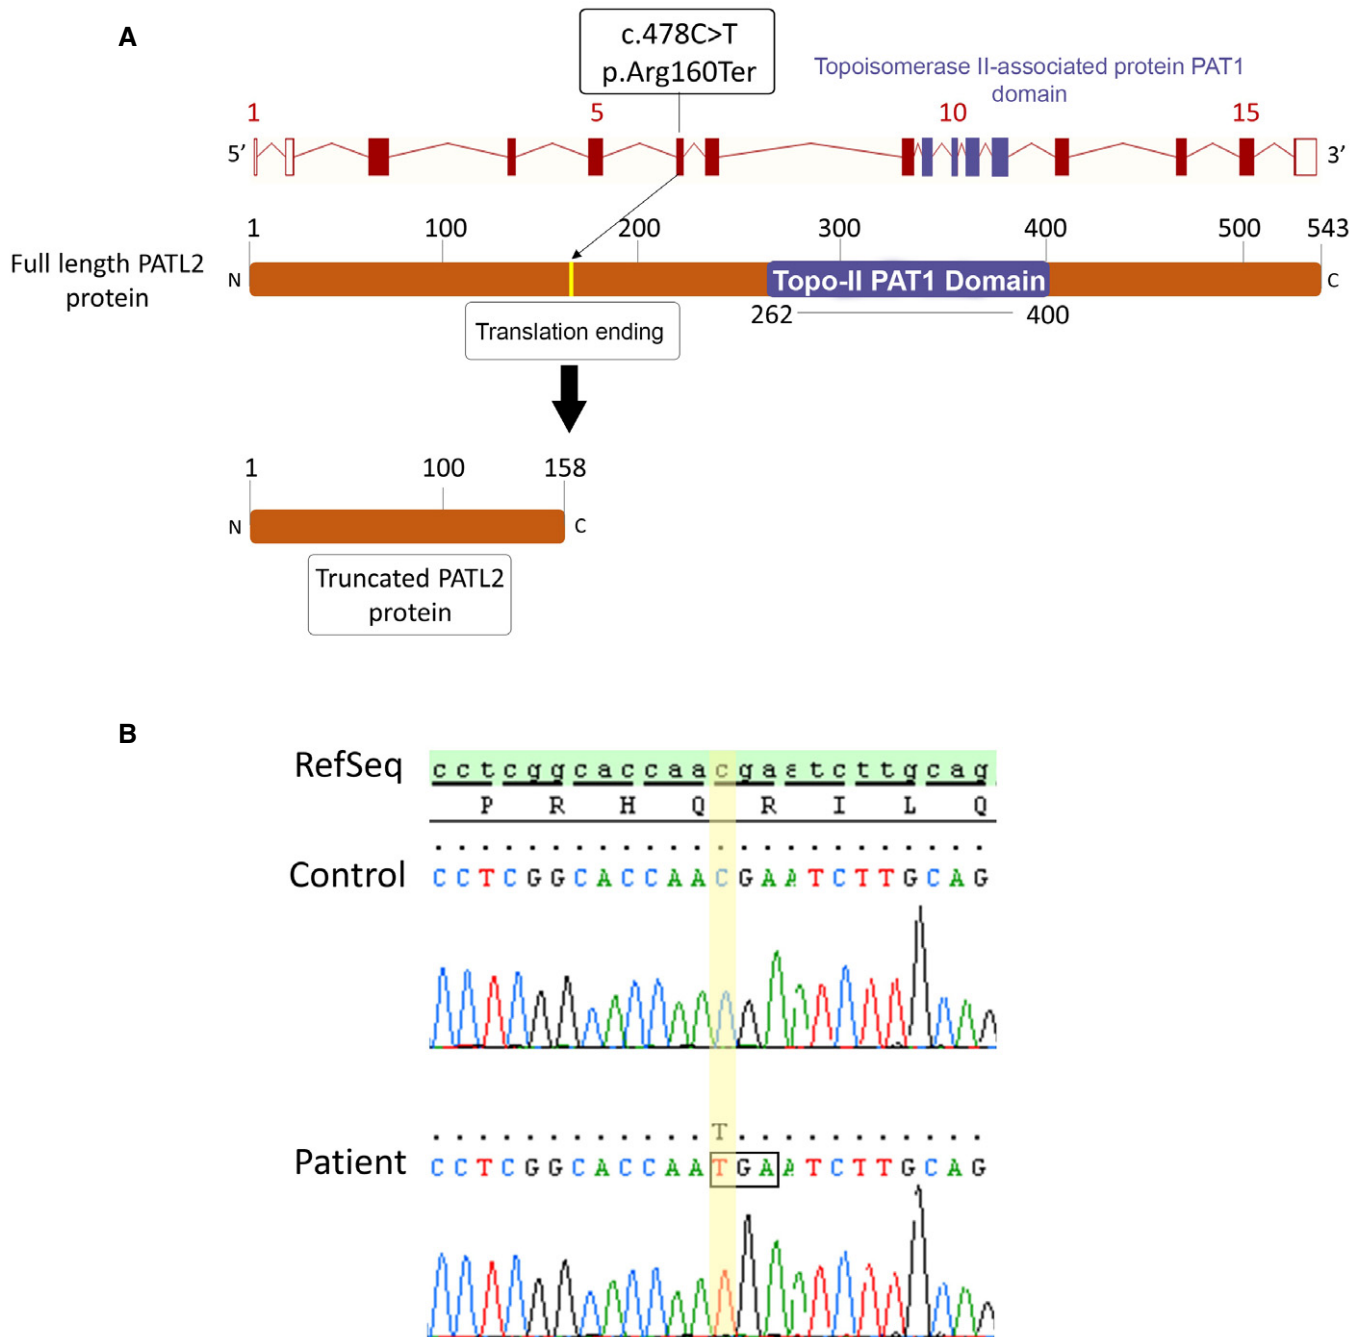 A
c.478C>T
p.Arg160Ter
Topoisomerase II-associated protein PAT1
domain
1 5 10 15
5’ 3’
1 100 200 300 400 500 543
Full length PATL2
protein
N Topo-II PAT1 Domain C
262 400
Translation ending
1 100 158
N C
Truncated PATL2
protein
B
RefSeq cctcggcaccaacgaatcttgcag
P R H Q R I L Q
Control CCTCGGCACCAACGAATCTTGCAG
T
Patient CCTCGGCACCAATGAATCTTGCAG